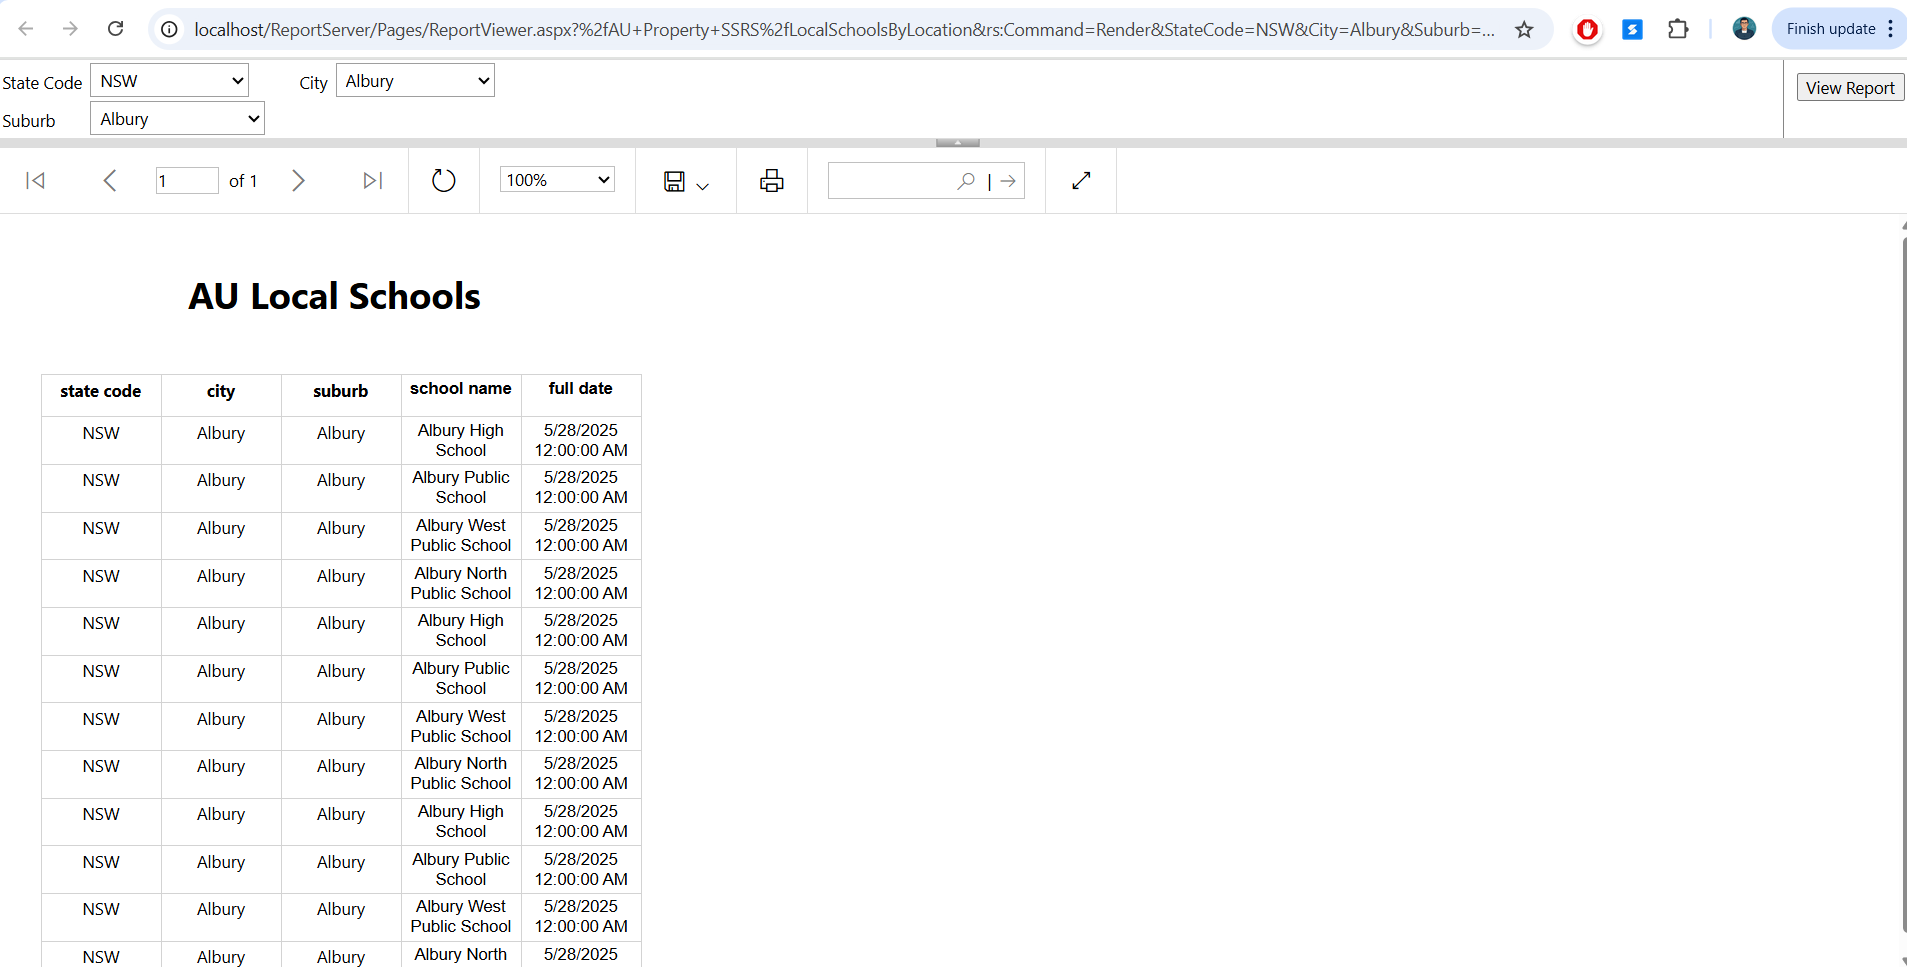 localhost/ReportServer/Pages/ReportViewer.aspx?%2fAU+Property+SSRS%2fLocalSchoolsByLocation&rs:Command=Render&StateCode=NSW&City=Albury&Suburb=...
Finish update
State Code NSW City Albury
View Report
Suburb Albury
1 of 1 100%
AU Local Schools
state code city suburb school name full date
NSW Albury Albury Albury High School 5/28/2025 12:00:00 AM
NSW Albury Albury Albury Public School 5/28/2025 12:00:00 AM
NSW Albury Albury Albury West Public School 5/28/2025 12:00:00 AM
NSW Albury Albury Albury North Public School 5/28/2025 12:00:00 AM
NSW Albury Albury Albury High School 5/28/2025 12:00:00 AM
NSW Albury Albury Albury Public School 5/28/2025 12:00:00 AM
NSW Albury Albury Albury West Public School 5/28/2025 12:00:00 AM
NSW Albury Albury Albury North Public School 5/28/2025 12:00:00 AM
NSW Albury Albury Albury High School 5/28/2025 12:00:00 AM
NSW Albury Albury Albury Public School 5/28/2025 12:00:00 AM
NSW Albury Albury Albury West Public School 5/28/2025 12:00:00 AM
NSW Albury Albury Albury North 5/28/2025